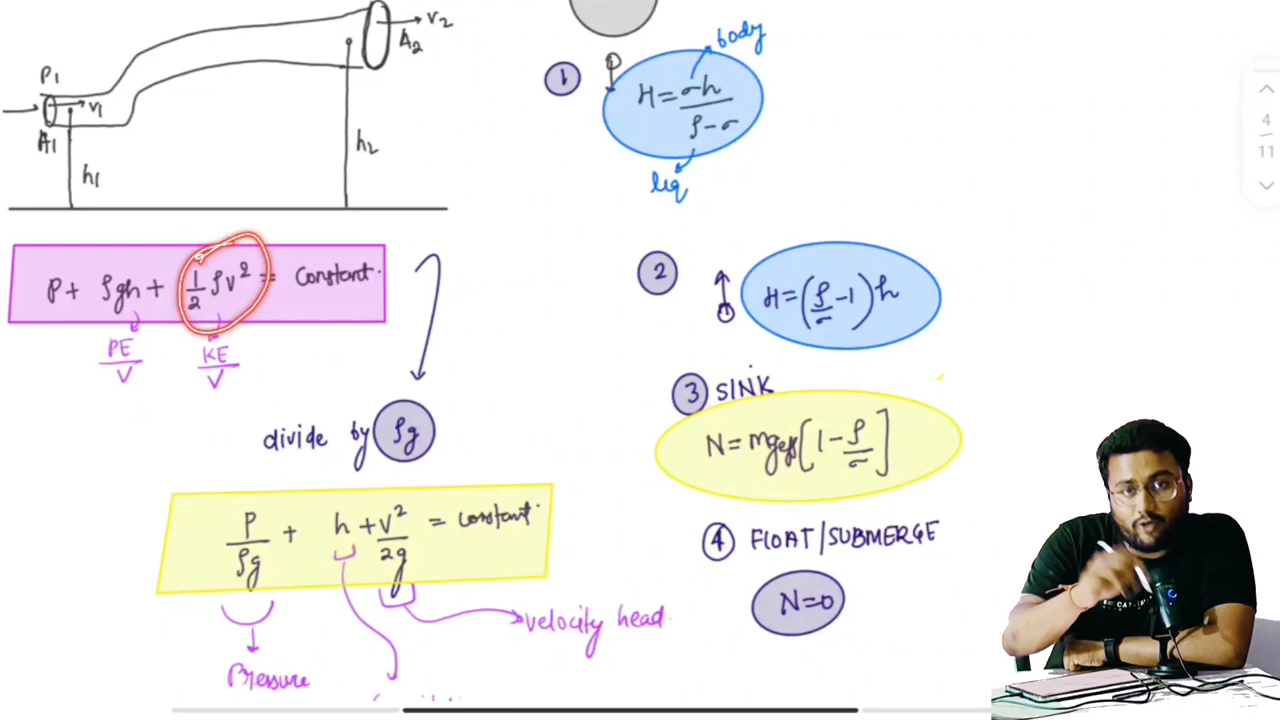 P1
v1
A1
h1
h2
v2
A2
P + ρgh + 1/2 ρv² = Constant.
PE/V
KE/V
divide by ρg
P/ρg + h + v²/2g = constant.
Pressure
velocity head.
1
body
H = σh/ρ-σ
liq
2
H = (ρ/σ - 1) h
3 SINK
N = mgeff [1 - ρ/σ]
4 FLOAT/SUBMERGE
N=0
4
11